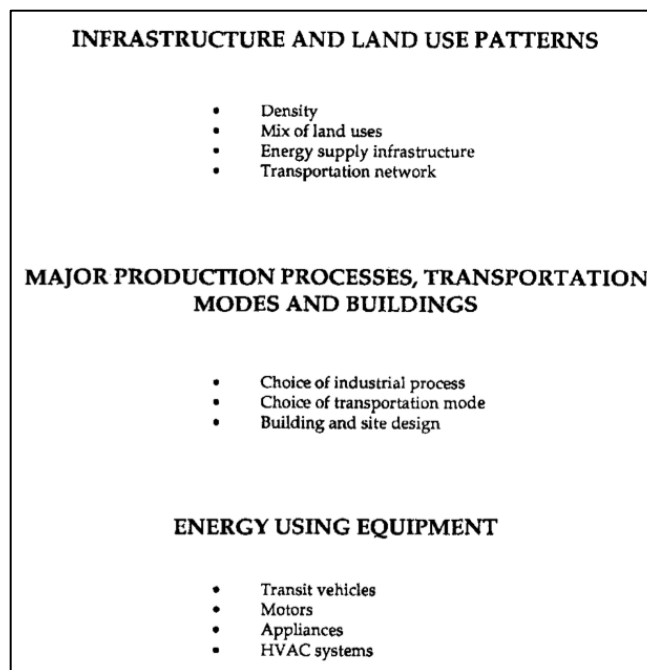 INFRASTRUCTURE AND LAND USE PATTERNS
• Density
• Mix of land uses
• Energy supply infrastructure
• Transportation network
MAJOR PRODUCTION PROCESSES, TRANSPORTATION
MODES AND BUILDINGS
• Choice of industrial process
• Choice of transportation mode
• Building and site design
ENERGY USING EQUIPMENT
• Transit vehicles
• Motors
• Appliances
• HVAC systems